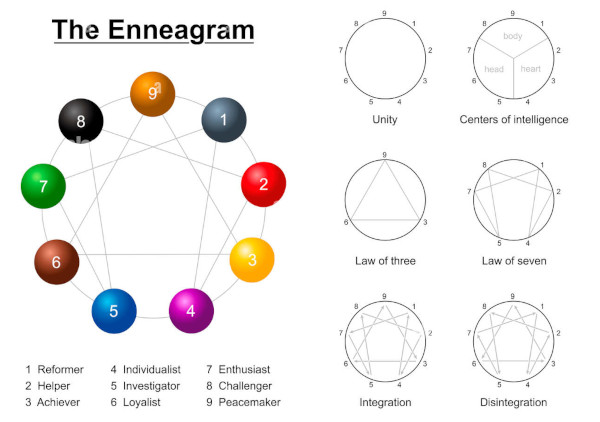 The Enneagram
9
8
1
7
2
6
3
5
4
1 Reformer
2 Helper
3 Achiever
4 Individualist
5 Investigator
6 Loyalist
7 Enthusiast
8 Challenger
9 Peacemaker
9
8
1
7
2
6
3
5
4
Unity
9
8
1
body
7
2
head
heart
6
3
5
4
Centers of intelligence
9
6
3
Law of three
8
1
7
2
5
4
Law of seven
9
8
1
7
2
6
3
5
4
Integration
9
8
1
7
2
6
3
5
4
Disintegration